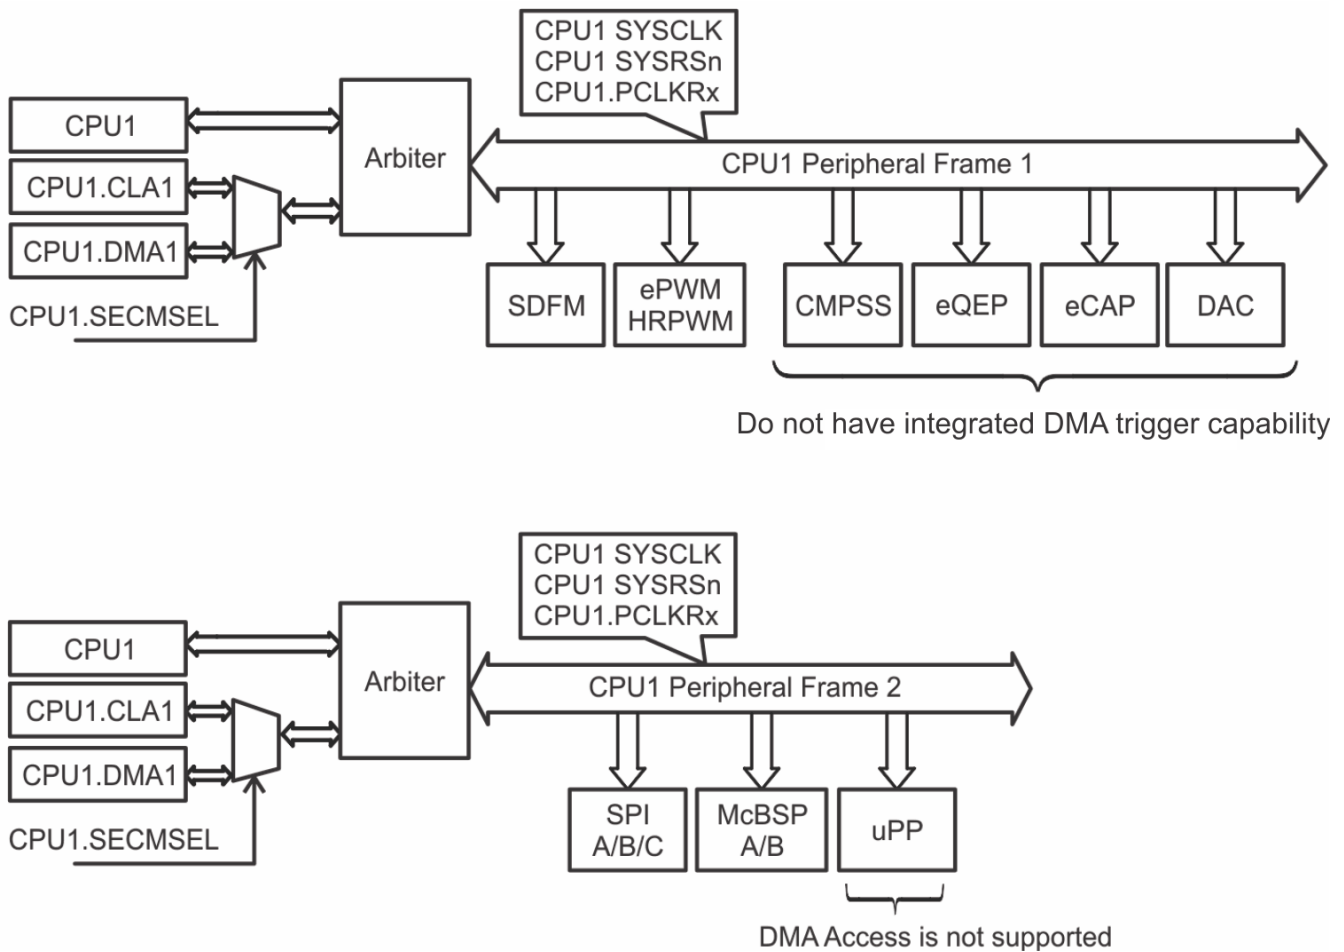 CPU1 SYSCLK
CPU1 SYSRSn
CPU1.PCLKRx
CPU1
CPU1.CLA1
CPU1.DMA1
CPU1.SECMSEL
Arbiter
CPU1 Peripheral Frame 1
SDFM
ePWM
HRPWM
CMPSS
eQEP
eCAP
DAC
Do not have integrated DMA trigger capability
CPU1 SYSCLK
CPU1 SYSRSn
CPU1.PCLKRx
CPU1
CPU1.CLA1
CPU1.DMA1
CPU1.SECMSEL
Arbiter
CPU1 Peripheral Frame 2
SPI
A/B/C
McBSP
A/B
uPP
DMA Access is not supported